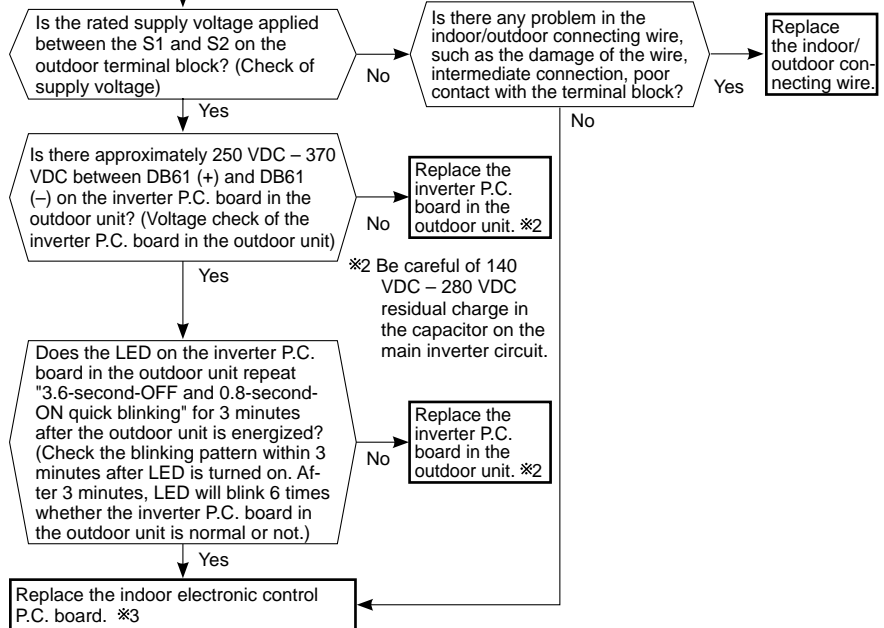 Is the rated supply voltage applied
between the S1 and S2 on the
outdoor terminal block? (Check of
supply voltage)
No
Is there any problem in the
indoor/outdoor connecting wire,
such as the damage of the wire,
intermediate connection, poor
contact with the terminal block?
Yes
Replace
the indoor/
outdoor con-
necting wire.
Yes
No
Is there approximately 250 VDC – 370
VDC between DB61 (+) and DB61
(–) on the inverter P.C. board in the
outdoor unit? (Voltage check of the
inverter P.C. board in the outdoor unit)
No
Replace the
inverter P.C.
board in the
outdoor unit. ※2
Yes
※2 Be careful of 140
VDC – 280 VDC
residual charge in
the capacitor on the
main inverter circuit.
Does the LED on the inverter P.C.
board in the outdoor unit repeat
"3.6-second-OFF and 0.8-second-
ON quick blinking" for 3 minutes
after the outdoor unit is energized?
(Check the blinking pattern within 3
minutes after LED is turned on. Af-
ter 3 minutes, LED will blink 6 times
whether the inverter P.C. board in
the outdoor unit is normal or not.)
No
Replace the
inverter P.C.
board in the
outdoor unit. ※2
Yes
Replace the indoor electronic control
P.C. board. ※3